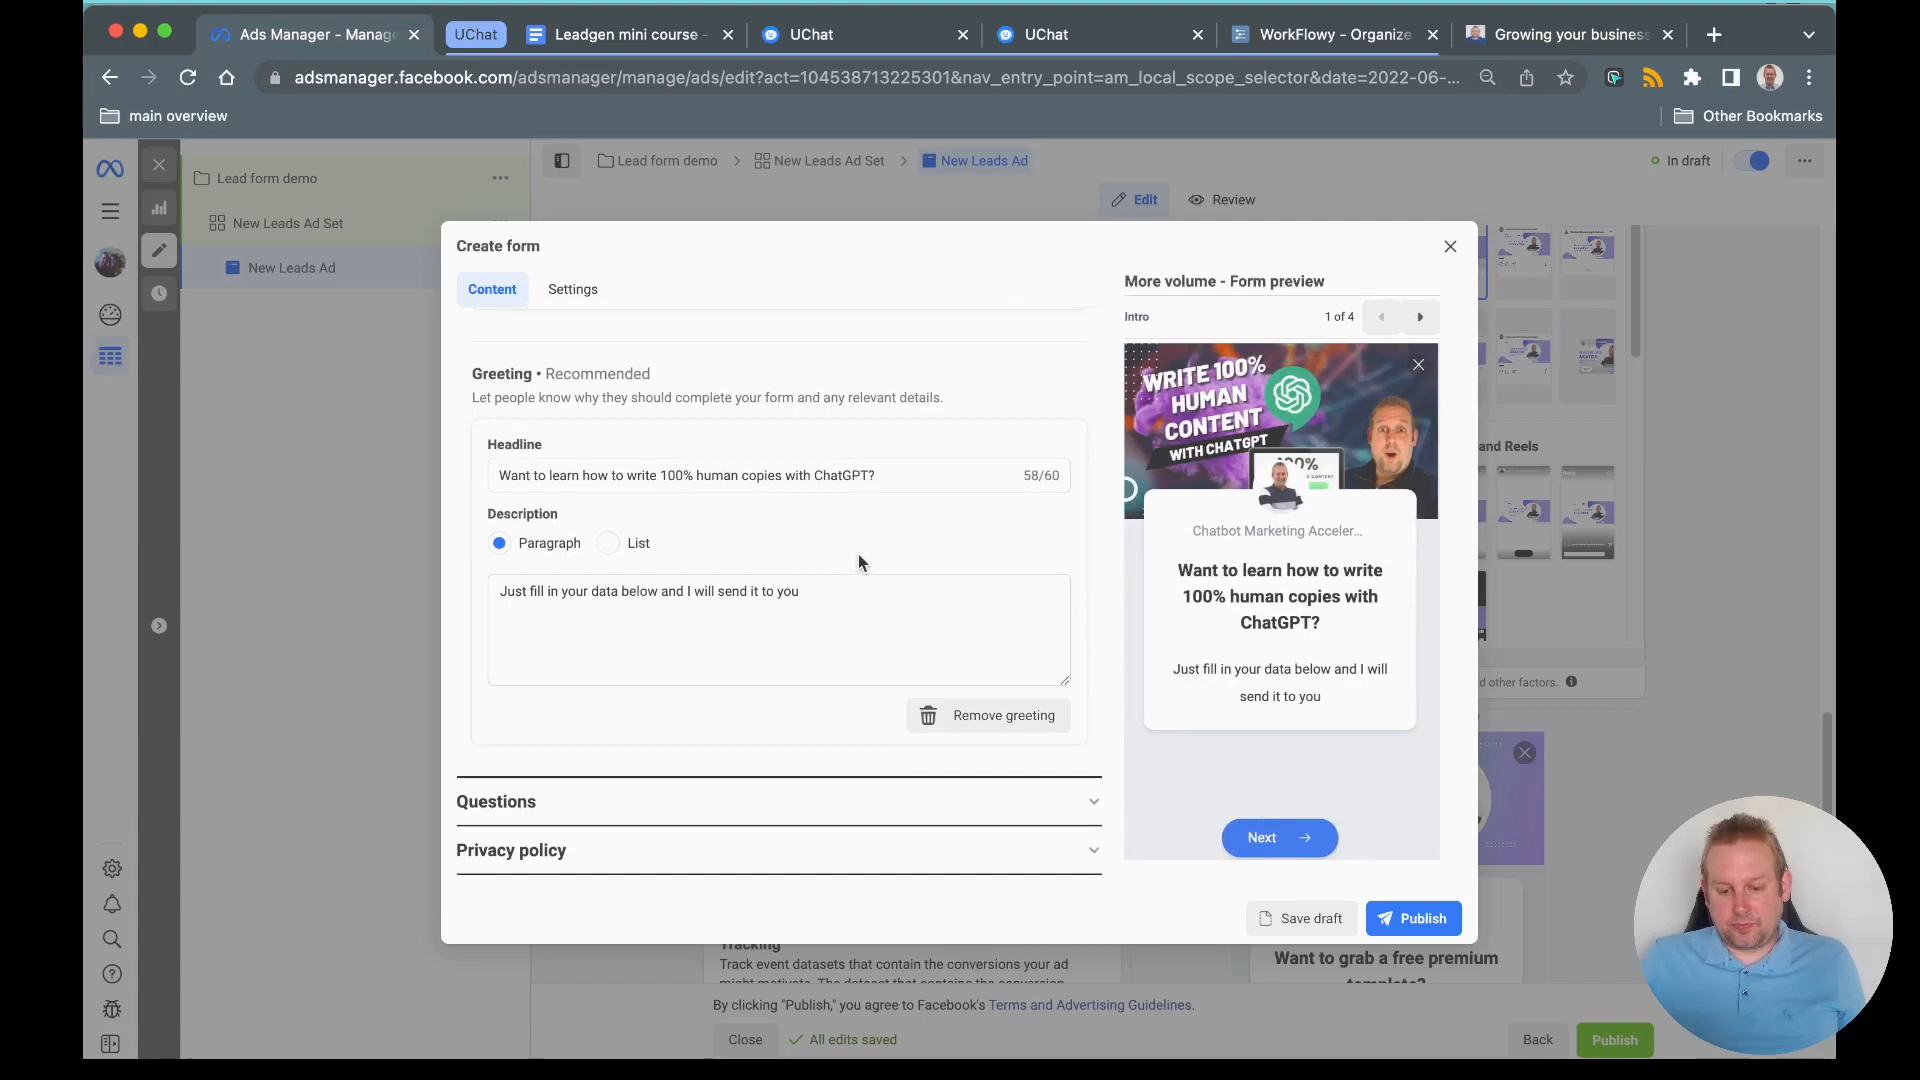 Ads Manager - Manag
UChat
Leadgen mini course -
UChat
UChat
WorkFlowy - Organize
Growing your business
adsmanager.facebook.com/adsmanager/manage/ads/edit?act=104538713225301&nav_entry_point=am_local_scope_selector&date=2022-06-...
main overview
Other Bookmarks
Lead form demo
New Leads Ad Set
New Leads Ad
Lead form demo
New Leads Ad Set
New Leads Ad
In draft
Edit
Review
Create form
Content
Settings
Greeting • Recommended
Let people know why they should complete your form and any relevant details.
Headline
Want to learn how to write 100% human copies with ChatGPT?
58/60
Description
Paragraph
List
Just fill in your data below and I will send it to you
Remove greeting
Questions
Privacy policy
More volume - Form preview
Intro
1 of 4
WRITE 100%
HUMAN
CONTENT
WITH CHATGPT
Chatbot Marketing Acceler...
Want to learn how to write
100% human copies with
ChatGPT?
Just fill in your data below and I will
send it to you
Next
Save draft
Publish
and Reels
d other factors.
Tracking
Track event datasets that contain the conversions your ad
Want to grab a free premium
template?
By clicking "Publish," you agree to Facebook's Terms and Advertising Guidelines.
Close
All edits saved
Back
Publish